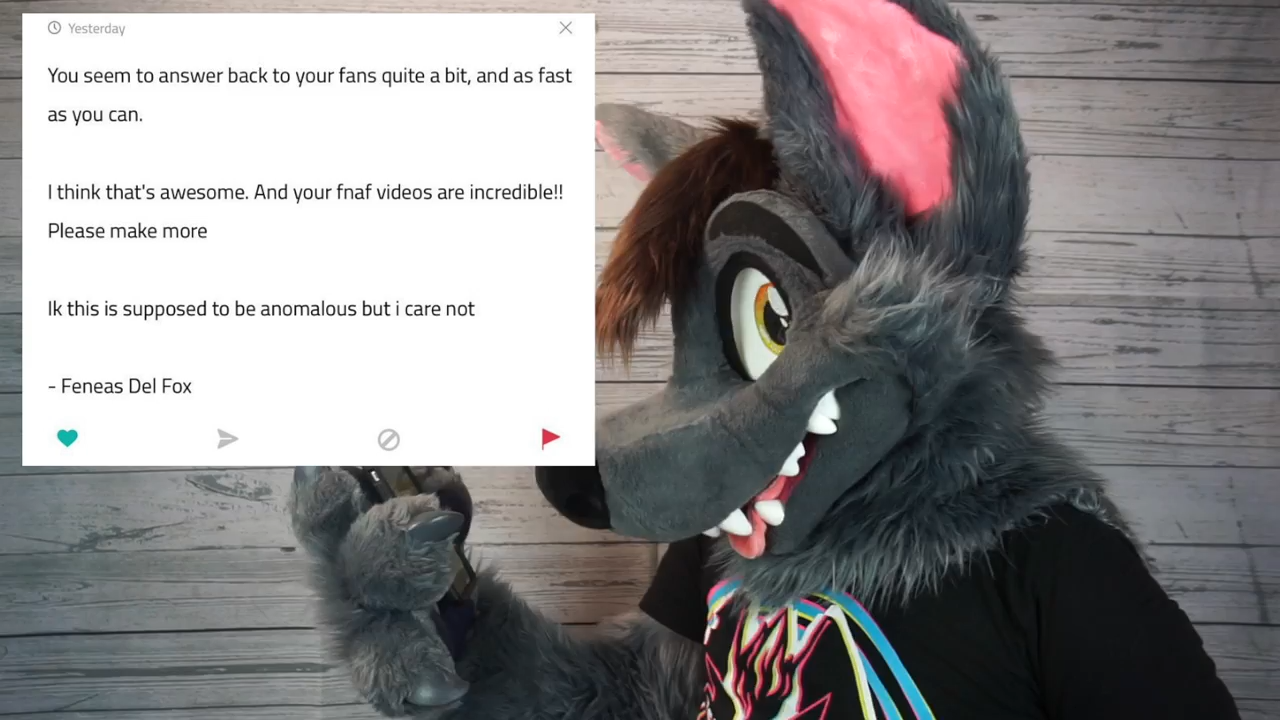 Yesterday
You seem to answer back to your fans quite a bit, and as fast
as you can.
I think that's awesome. And your fnaf videos are incredible!!
Please make more
Ik this is supposed to be anomalous but i care not
- Feneas Del Fox